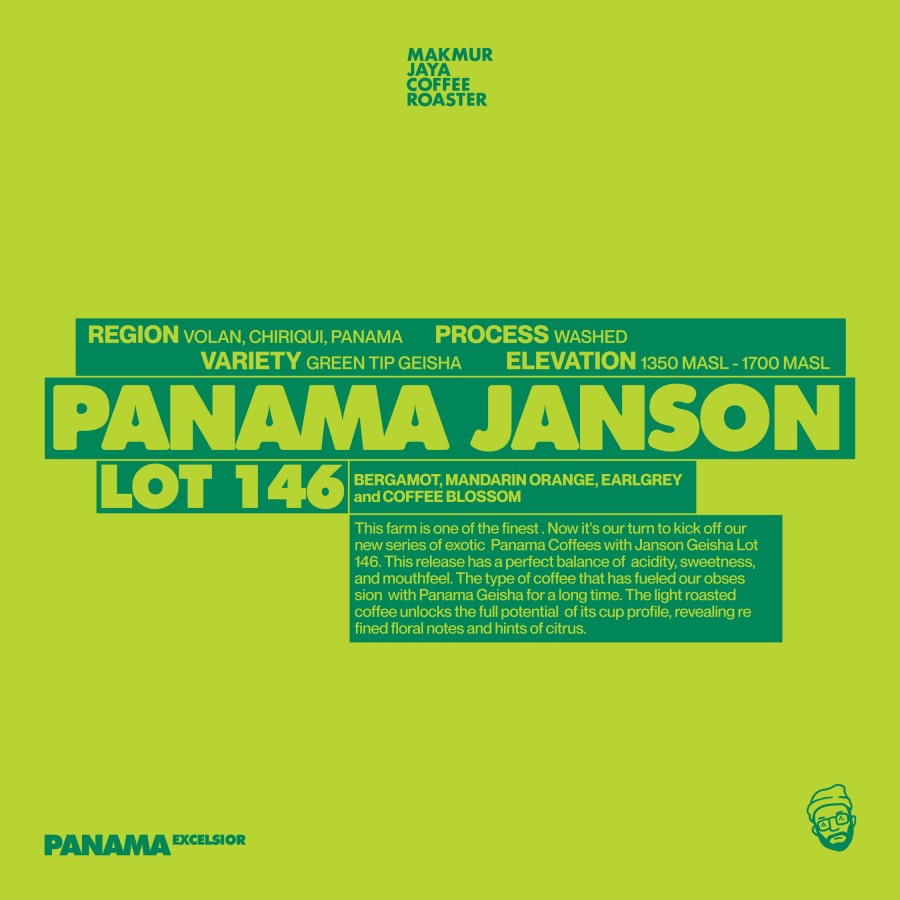 MAKMUR
JAYA
COFFEE
ROASTER
REGION VOLAN, CHIRIQUI, PANAMA PROCESS WASHED
VARIETY GREEN TIP GEISHA ELEVATION 1350 MASL - 1700 MASL
PANAMA JANSON
LOT 146
BERGAMOT, MANDARIN ORANGE, EARLGREY
and COFFEE BLOSSOM
This farm is one of the finest . Now it's our turn to kick off our
new series of exotic Panama Coffees with Janson Geisha Lot
146. This release has a perfect balance of acidity, sweetness,
and mouthfeel. The type of coffee that has fueled our obses
sion with Panama Geisha for a long time. The light roasted
coffee unlocks the full potential of its cup profile, revealing re
fined floral notes and hints of citrus.
PANAMA EXCELSIOR